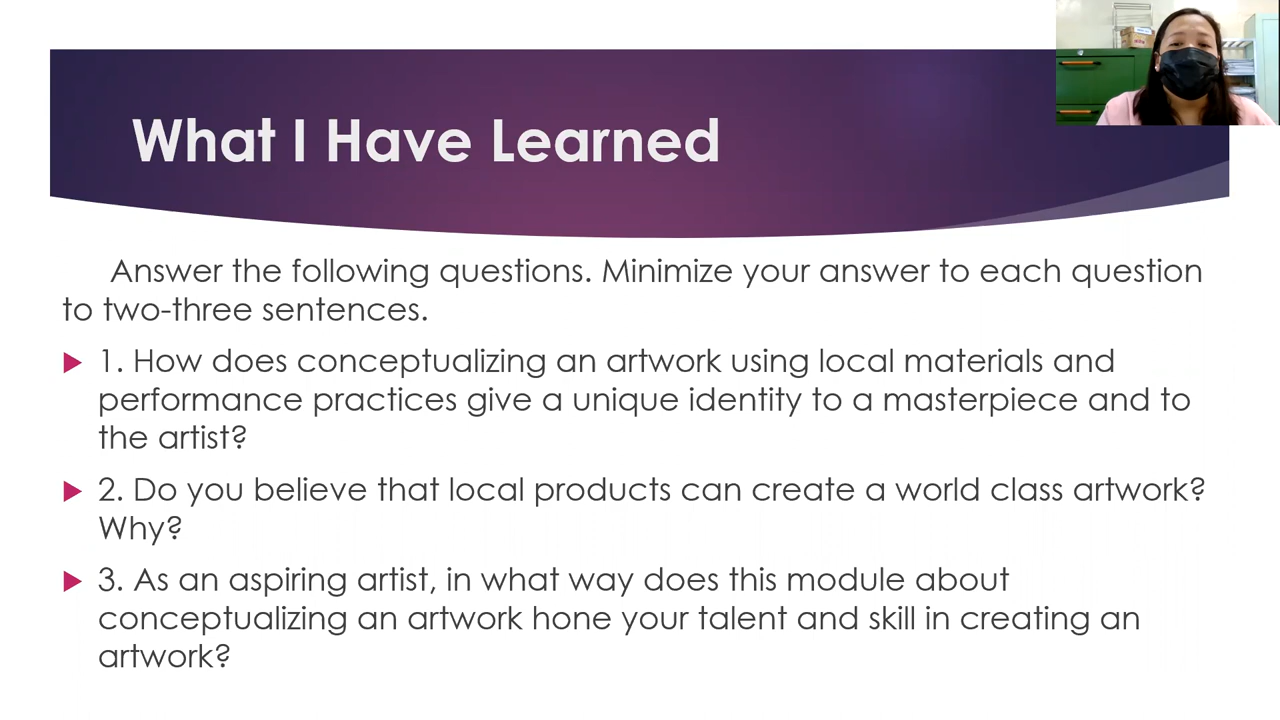 What I Have Learned
Answer the following questions. Minimize your answer to each question
to two-three sentences.
1. How does conceptualizing an artwork using local materials and
performance practices give a unique identity to a masterpiece and to
the artist?
2. Do you believe that local products can create a world class artwork?
Why?
3. As an aspiring artist, in what way does this module about
conceptualizing an artwork hone your talent and skill in creating an
artwork?